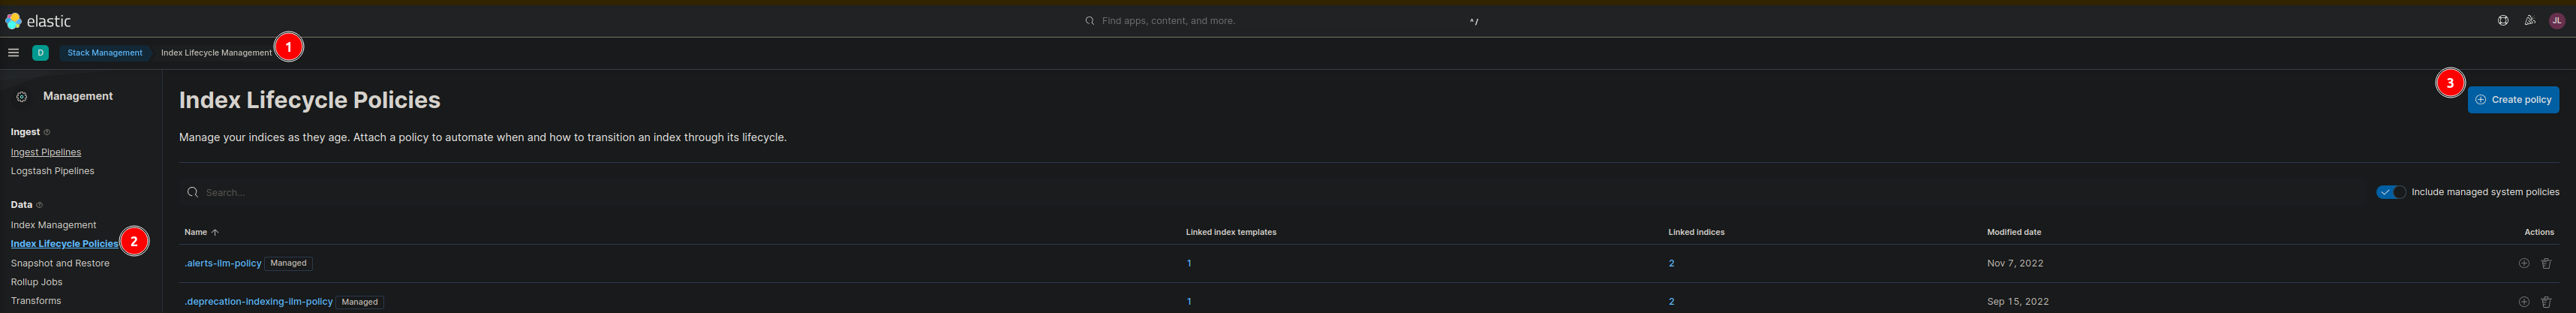 elastic
Find apps, content, and more.
^/
JL
D
Stack Management
Index Lifecycle Management
1
Management
Index Lifecycle Policies
3
Create policy
Manage your indices as they age. Attach a policy to automate when and how to transition an index through its lifecycle.
Ingest
Ingest Pipelines
Logstash Pipelines
Data
Index Management
Index Lifecycle Policies
2
Snapshot and Restore
Rollup Jobs
Transforms
Search...
Include managed system policies
Name Linked index templates Linked indices Modified date Actions
.alerts-ilm-policy Managed 1 2 Nov 7, 2022
.deprecation-indexing-ilm-policy Managed 1 2 Sep 15, 2022